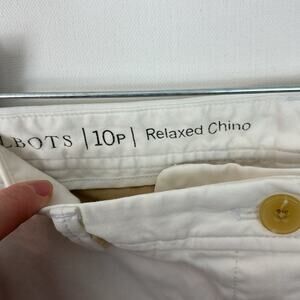 LBOTS | 10P | Relaxed Chino